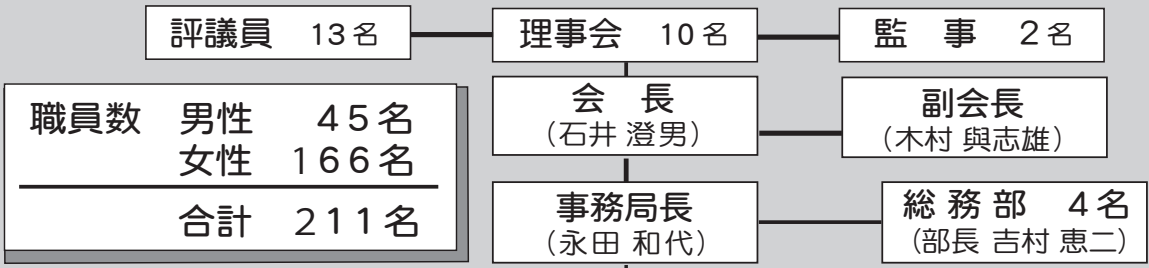 評議員 13名
理事会 10名
監事 2名
会長
（石井 澄男）
副会長
（木村 與志雄）
職員数 男性 45名
女性 166名
合計 211名
事務局長
（永田 和代）
総務部 4名
（部長 吉村 恵二）